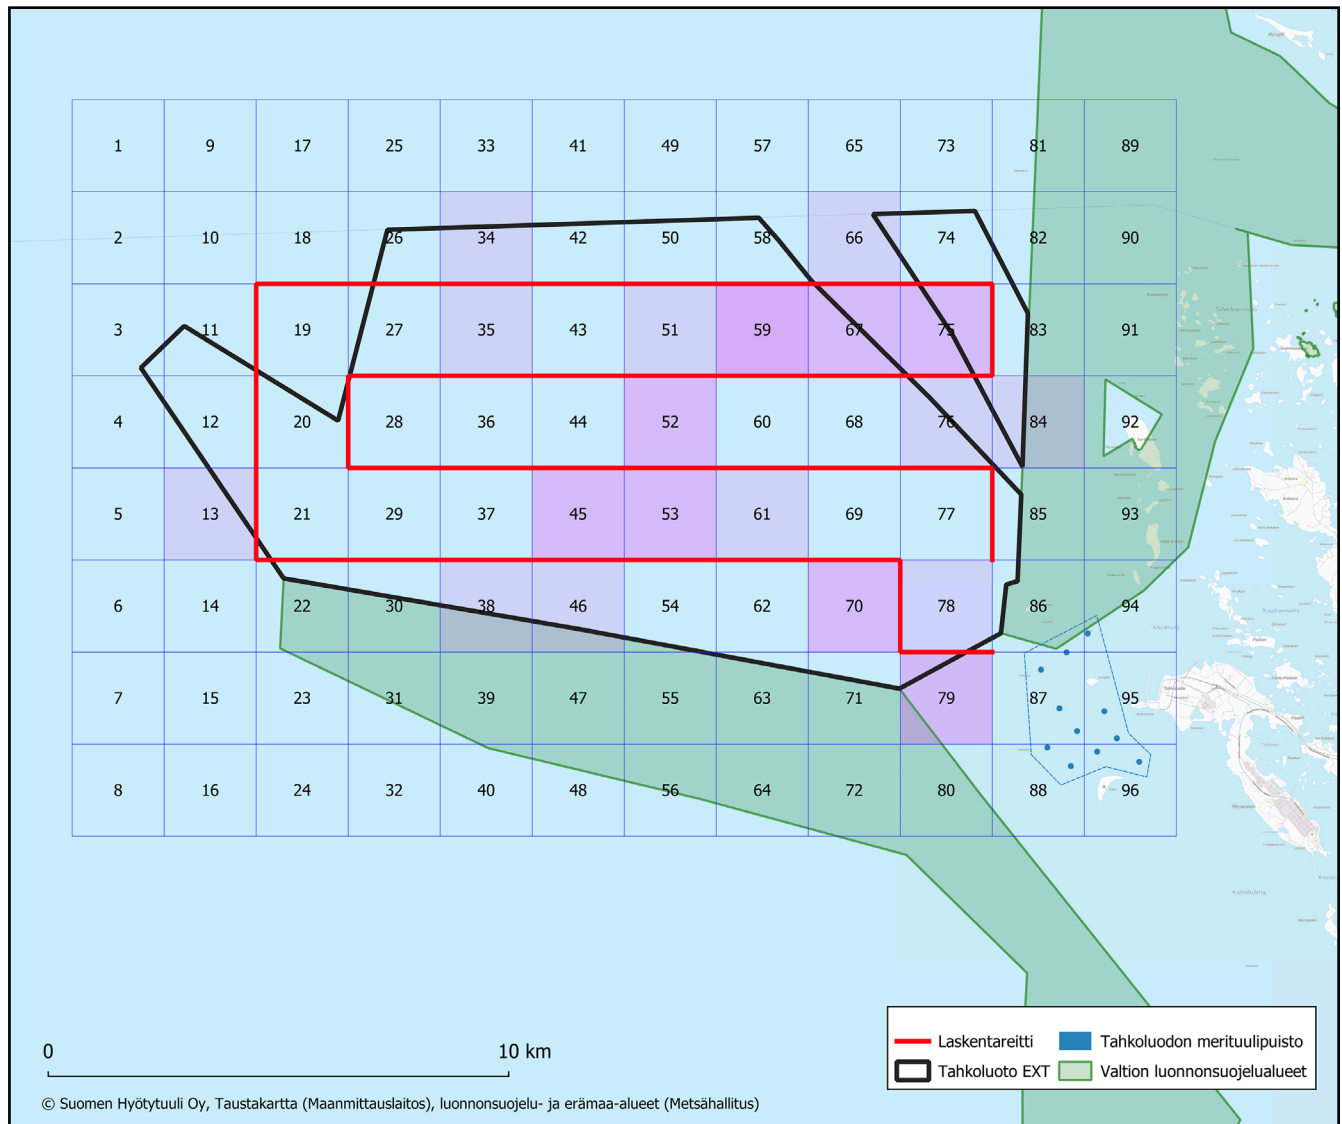 1 9 17 25 33 41 49 57 65 73 81 89
2 10 18 26 34 42 50 58 66 74 82 90
3 11 19 27 35 43 51 59 67 75 83 91
4 12 20 28 36 44 52 60 68 76 84 92
5 13 21 29 37 45 53 61 69 77 85 93
6 14 22 30 38 46 54 62 70 78 86 94
7 15 23 31 39 47 55 63 71 79 87 95
8 16 24 32 40 48 56 64 72 80 88 96
0 10 km
Laskentareitti
Tahkoluodon merituulipuisto
Tahkoluoto EXT
Valtion luonnonsuojelualueet
© Suomen Hyötytuuli Oy, Taustakartta (Maanmittauslaitos), luonnonsuojelu- ja erämaa-alueet (Metsähallitus)